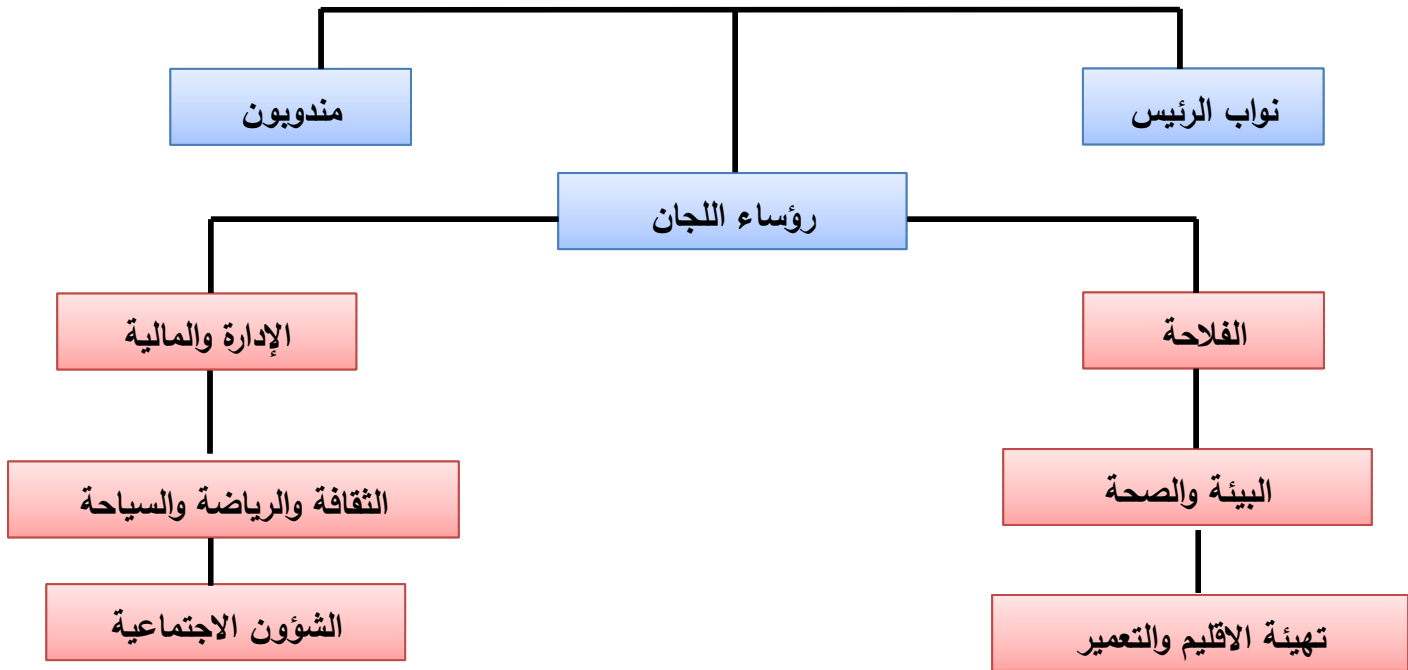 نواب الرئيس
مندوبون
رؤساء اللجان
الفلاحة
الإدارة والمالية
البيئة والصحة
الثقافة والرياضة والسياحة
تهيئة الاقليم والتعمير
الشؤون الاجتماعية